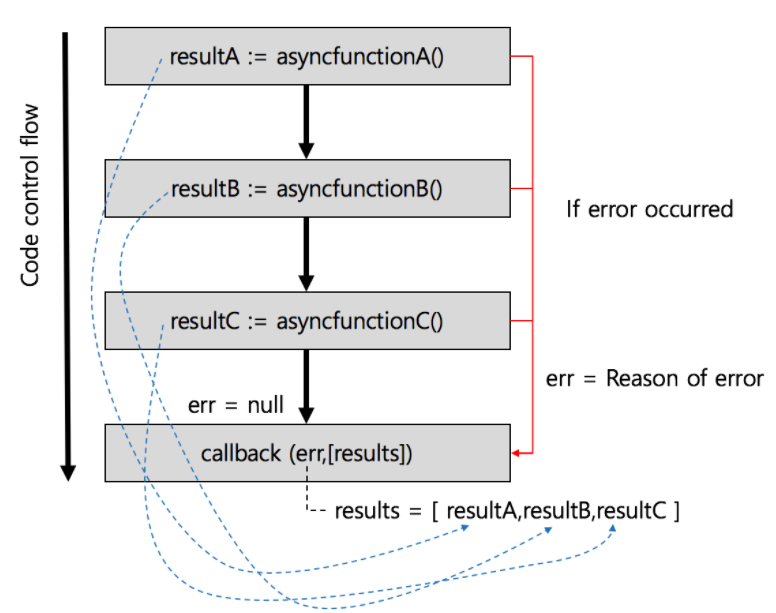 resultA := asyncfunctionA()
Code control flow
resultB := asyncfunctionB()
If error occurred
resultC := asyncfunctionC()
err = Reason of error
err = null
callback (err,[results])
results = [ resultA,resultB,resultC ]